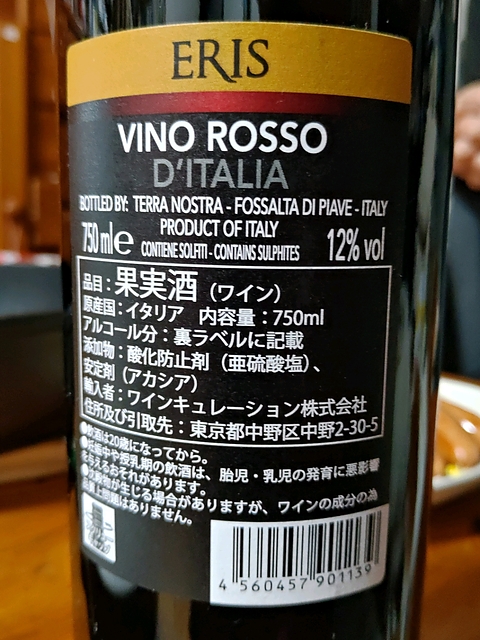 ERIS
VINO ROSSO
D'ITALIA
BOTTLED BY: TERRA NOSTRA - FOSSALTA DI PIAVE - ITALY
PRODUCT OF ITALY
750 mle CONTIENE SOLFITI - CONTAINS SULPHITES 12% vol
品目：果実酒（ワイン）
原産国：イタリア 内容量：750ml
アルコール分：裏ラベルに記載
添加物：酸化防止剤（亜硫酸塩）、
安定剤（アカシア）
輸入者：ワインキュレーション株式会社
住所及び引取先：東京都中野区中野2-30-5
●飲酒は20歳になってから。
●妊娠中や授乳期の飲酒は、胎児・乳児の発育に悪影響
を与えるおそれがあります。
●沈殿物が生じる場合がありますが、ワインの成分の為
品質上問題はありません。
4 560457 901139